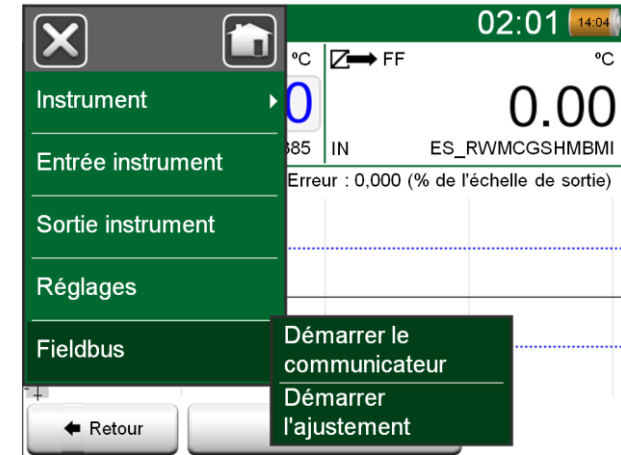 02:01 14:04
°C
FF °C
0
0.00
385
IN ES_RWMCGSHMBMI
Erreur : 0,000 (% de l'échelle de sortie)
Instrument
Entrée instrument
Sortie instrument
Réglages
Fieldbus
Démarrer le
communicateur
Démarrer
l'ajustement
Retour